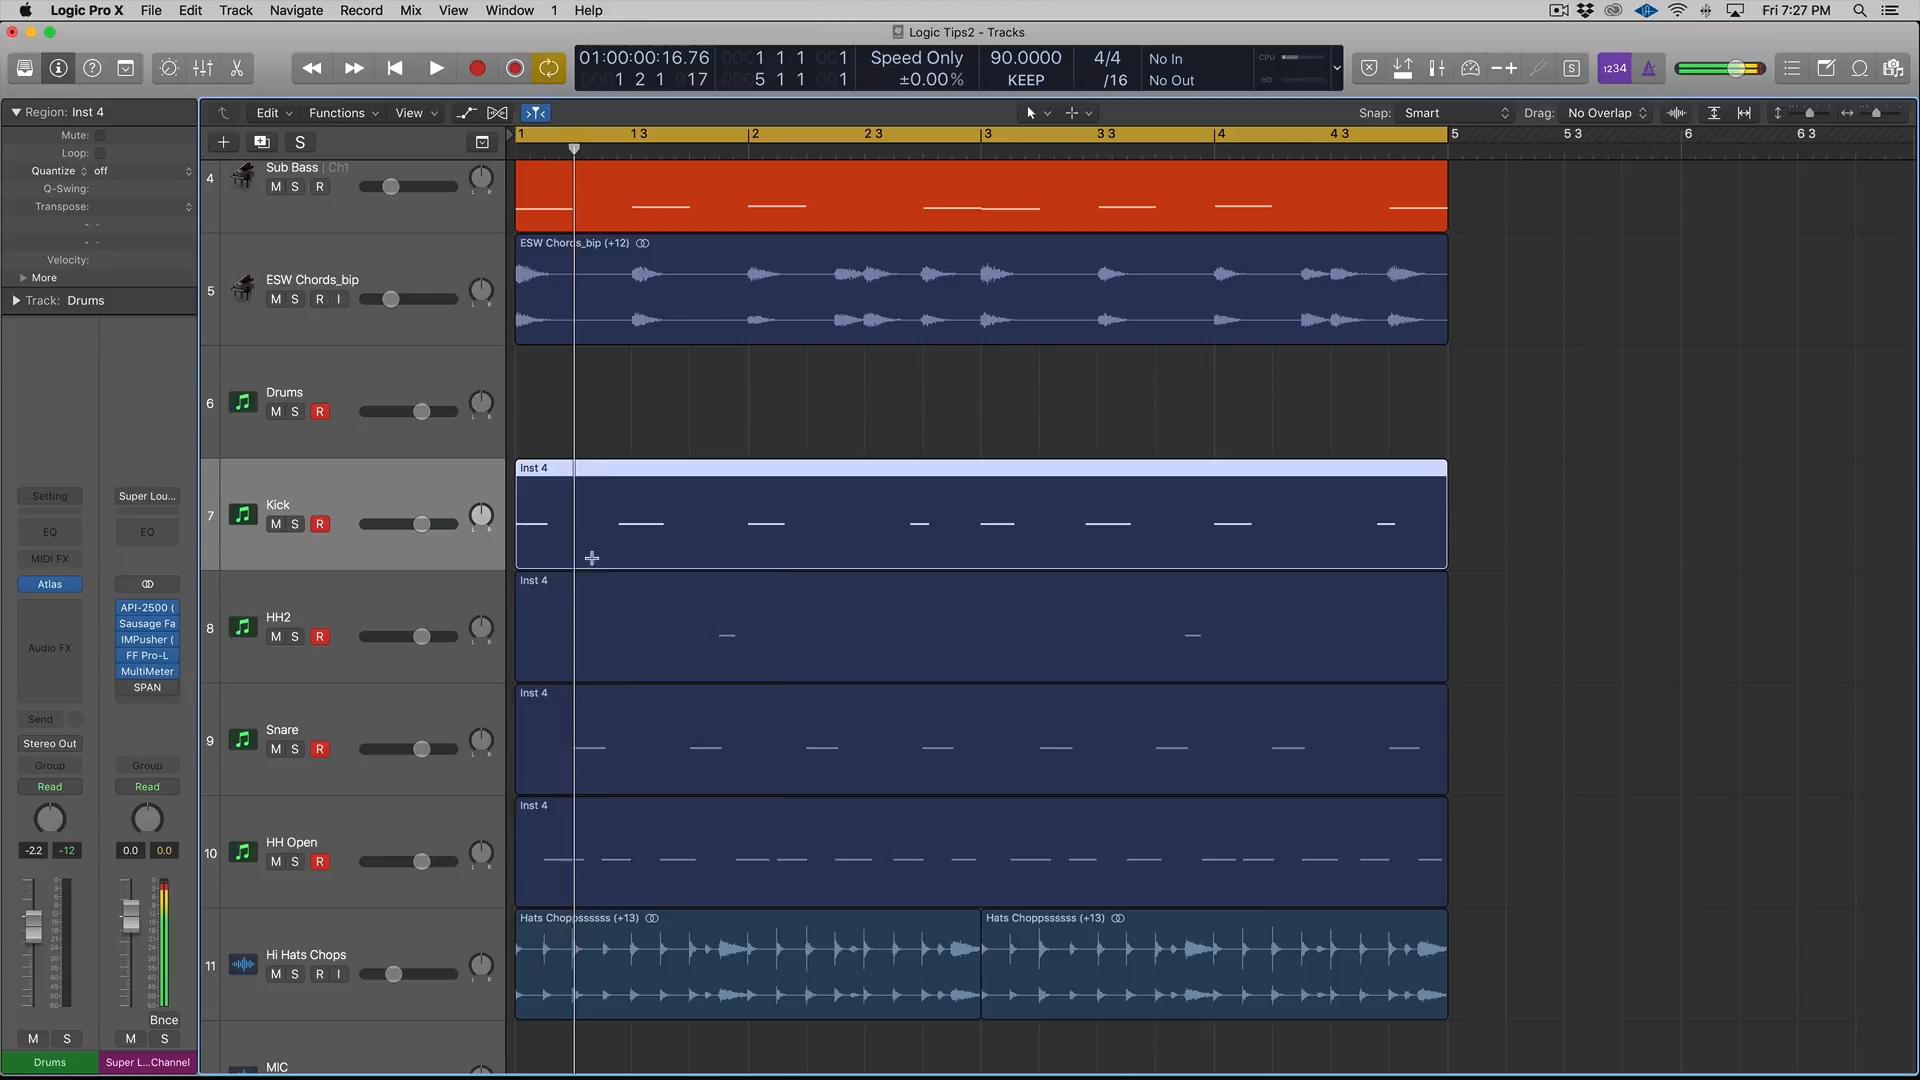 Logic Pro X File Edit Track Navigate Record Mix View Window 1 Help Fri 7:27 PM
Logic Tips2 - Tracks
01:00:00:00:16.76 0001 1 1 001 Speed Only 90.0000 4/4 No In CPU
0001 2 1 017 0005 1 1 001 ±0.00% KEEP /16 No Out HD
1234
Region: Inst 4
Edit Functions View Snap: Smart Drag: No Overlap
Mute:
Loop:
Quantize off
Q-Swing:
Transpose:
Velocity:
More
Track: Drums
S
1 1 3 2 2 3 3 3 3 4 4 3 5 5 3 6 6 3
4 Sub Bass | Ch1
M S R
ESW Chords_bip (+12)
5 ESW Chords_bip
M S R I
6 Drums
M S R
Inst 4
7 Kick
M S R
Inst 4
8 HH2
M S R
Inst 4
9 Snare
M S R
Inst 4
10 HH Open
M S R
Hats Choppssssss (+13) Hats Choppssssss (+13)
11 Hi Hats Chops
M S R I
MIC
Setting Super Lou...
EQ EQ
MIDI FX
Atlas
API-2500 (
Sausage Fa
IMPusher (
Audio FX FF Pro-L
MultiMeter
SPAN
Send
Stereo Out
Group Group
Read Read
-2.2 -12 0.0 0.0
Bnce
M S M S
Drums Super L...Channel